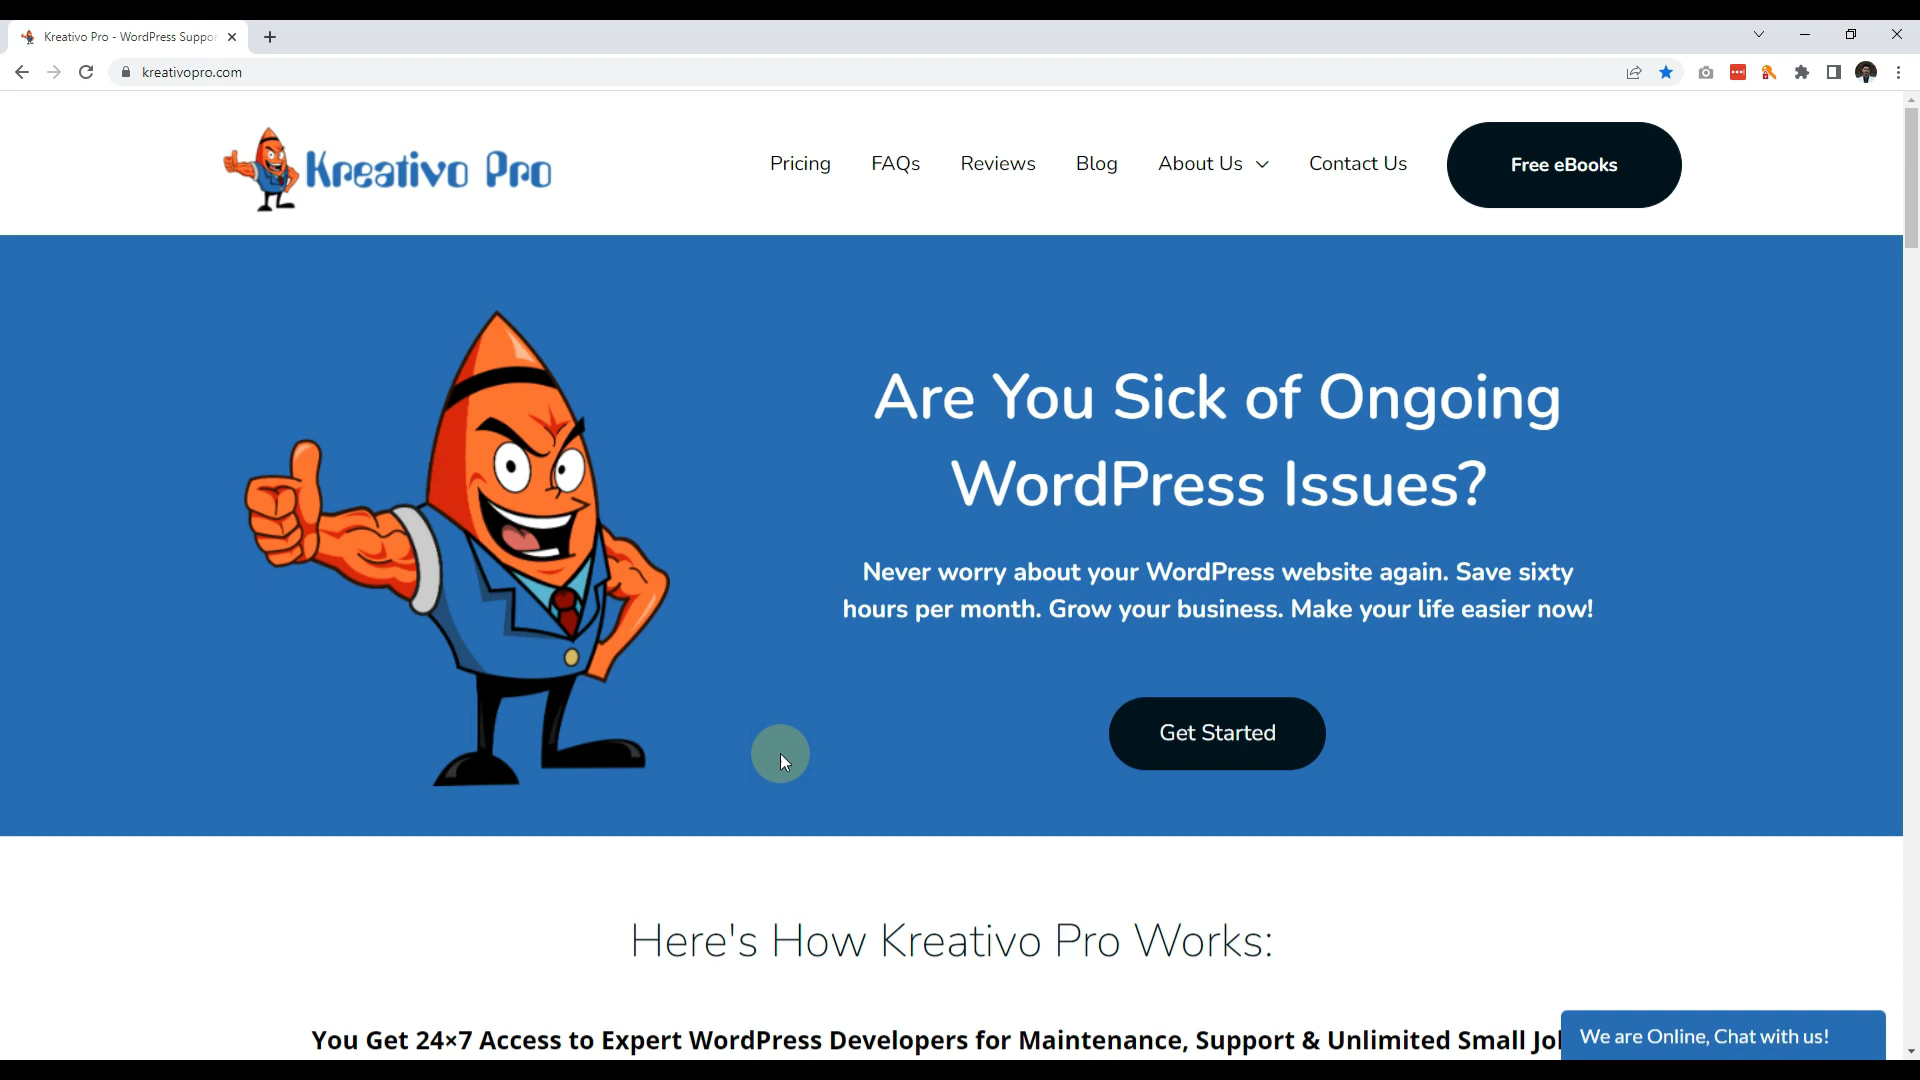 Kreativo Pro - WordPress Suppor
kreativopro.com
Kreativo Pro
Pricing
FAQs
Reviews
Blog
About Us
Contact Us
Free eBooks
Are You Sick of Ongoing
WordPress Issues?
Never worry about your WordPress website again. Save sixty
hours per month. Grow your business. Make your life easier now!
Get Started
Here's How Kreativo Pro Works:
You Get 24×7 Access to Expert WordPress Developers for Maintenance, Support & Unlimited Small Jo
We are Online, Chat with us!